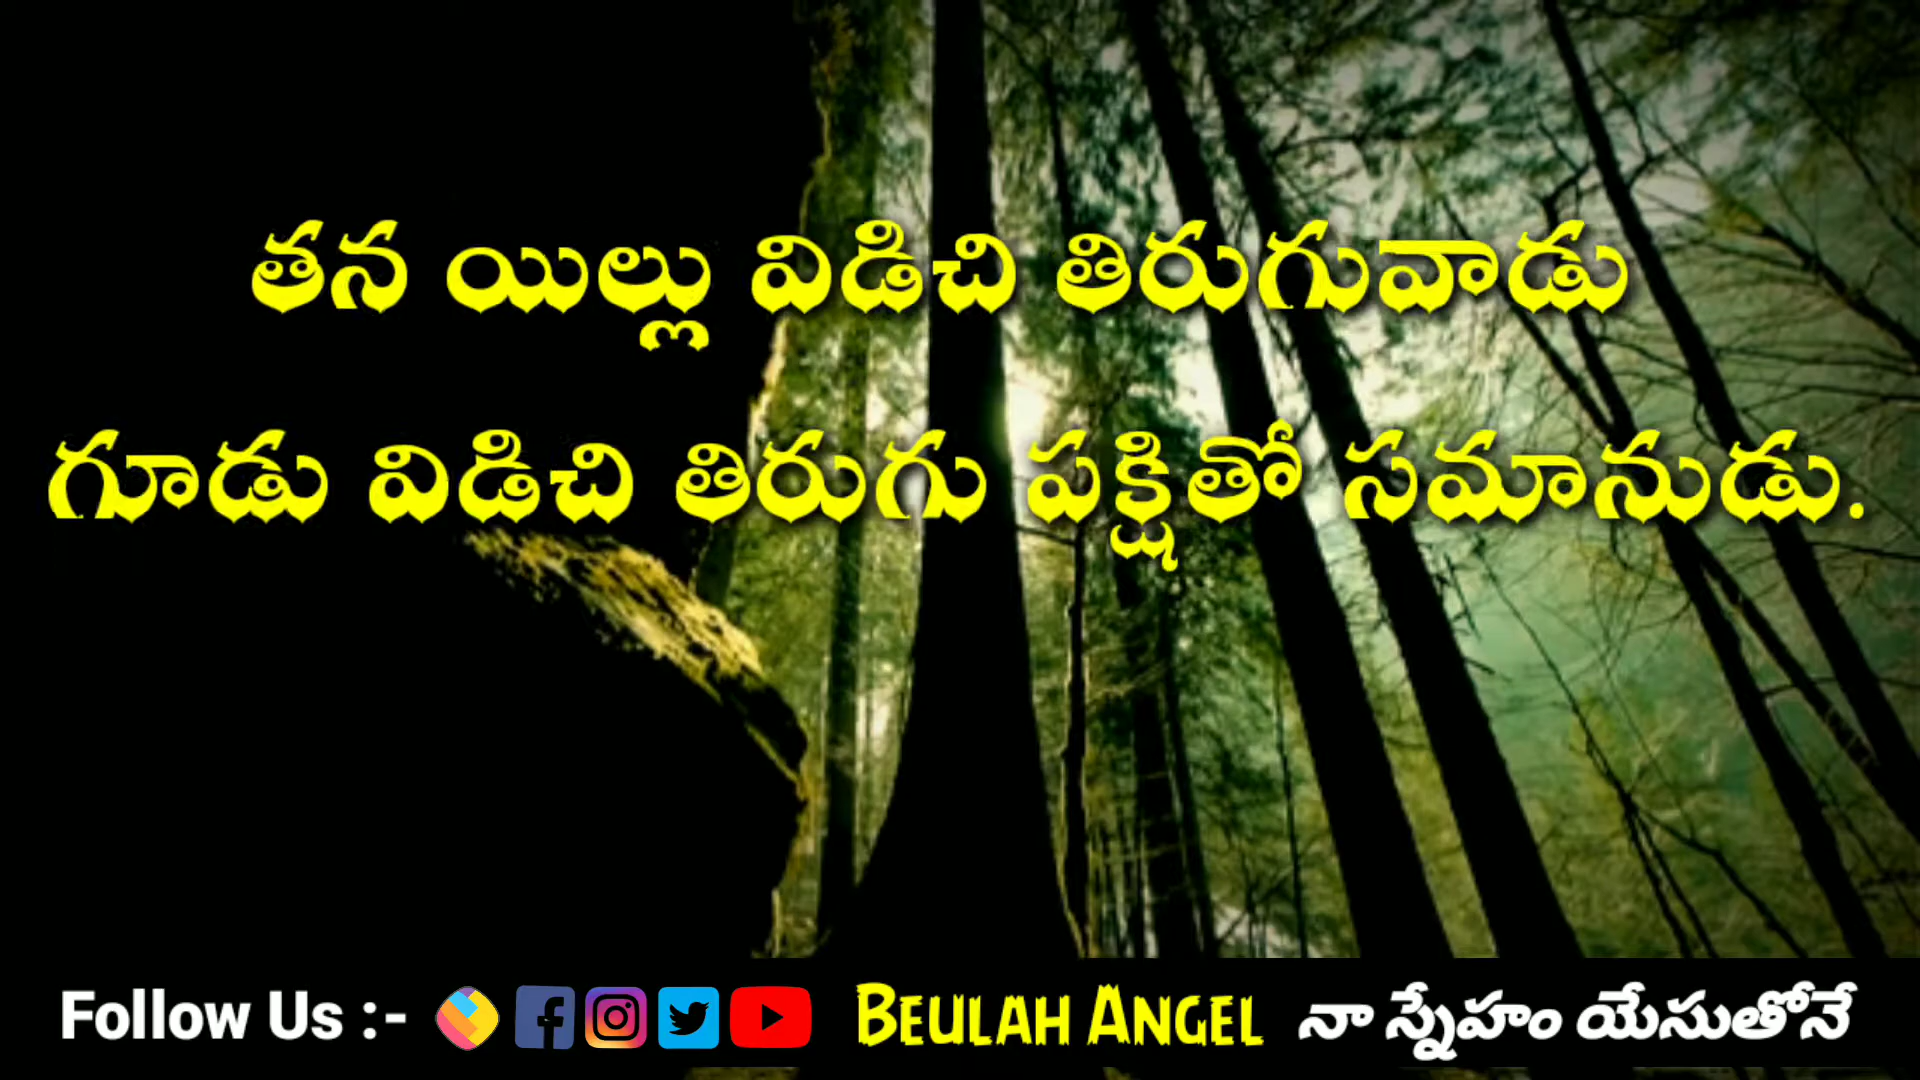 తన యిల్లు విడిచి తిరుగువాడు
గూడు విడిచి తిరుగు పక్షితో సమానుడు.
Follow Us :- BEULAH ANGEL నా స్నేహం యేసుతోనే